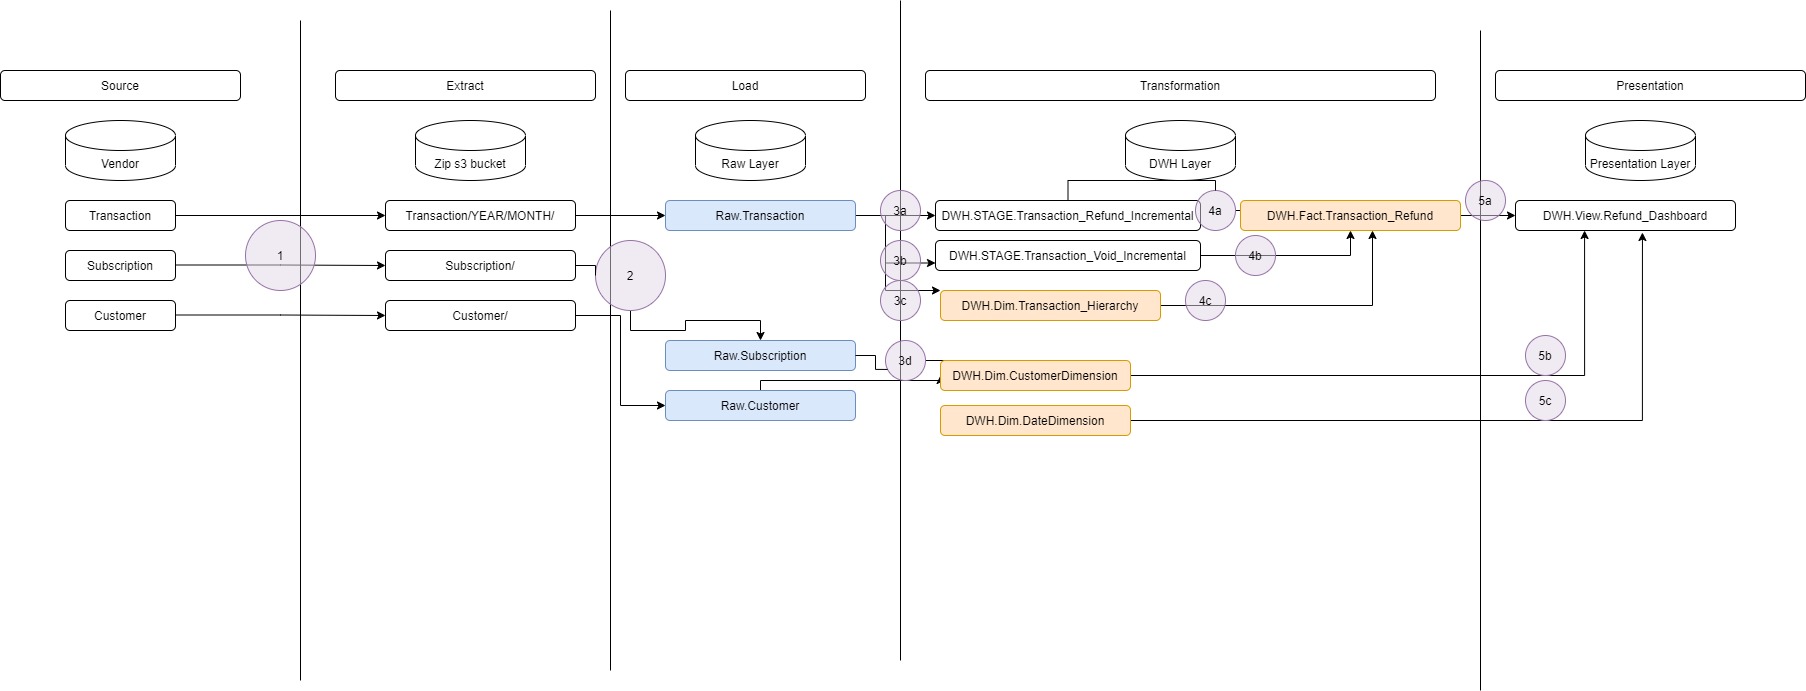 Source
Extract
Load
Transformation
Presentation
Vendor
Zip s3 bucket
Raw Layer
DWH Layer
Presentation Layer
Transaction
Transaction/YEAR/MONTH/
Raw.Transaction
3a
DWH.STAGE.Transaction_Refund_Incremental
4a
DWH.Fact.Transaction_Refund
5a
DWH.View.Refund_Dashboard
Subscription
1
Subscription/
2
3b
DWH.STAGE.Transaction_Void_Incremental
4b
Customer
Customer/
3c
DWH.Dim.Transaction_Hierarchy
4c
Raw.Subscription
3d
DWH.Dim.CustomerDimension
5b
Raw.Customer
DWH.Dim.DateDimension
5c